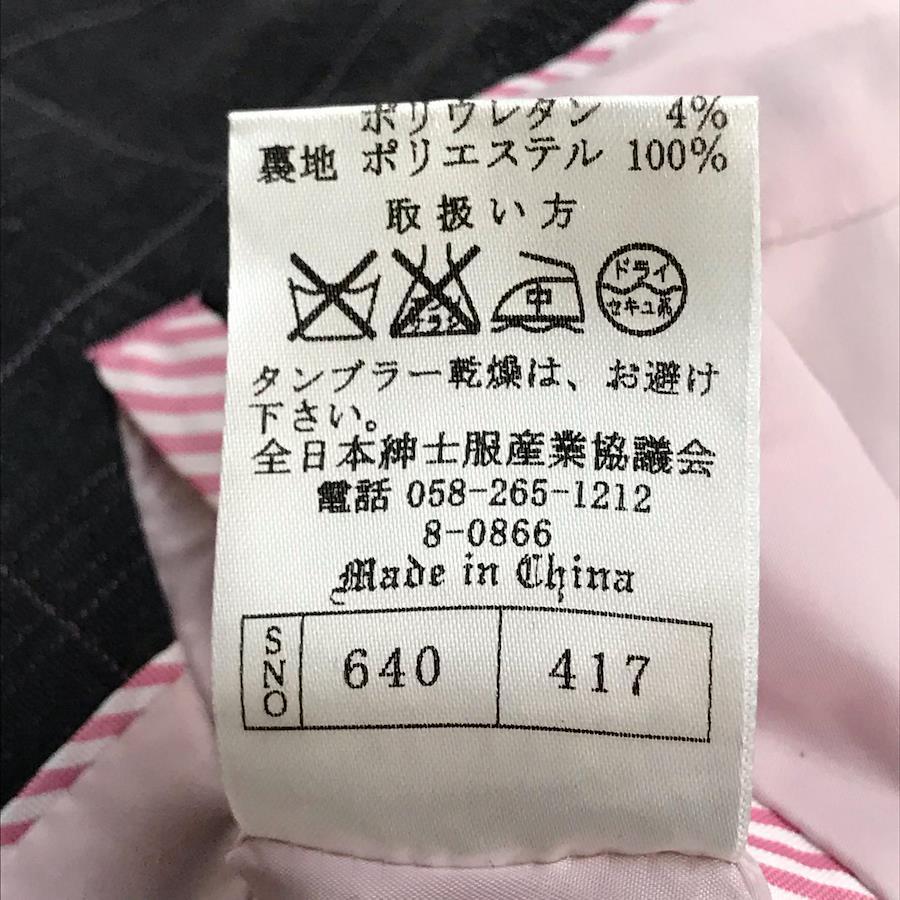 ポリウレタン 4%
裏地 ポリエステル 100%
取扱い方
中
ドライ
セキユ系
タンブラー乾燥は、お避け
下さい。
全日本紳士服産業協議会
電話 058-265-1212
8-0866
Made in China
SNO 640 417